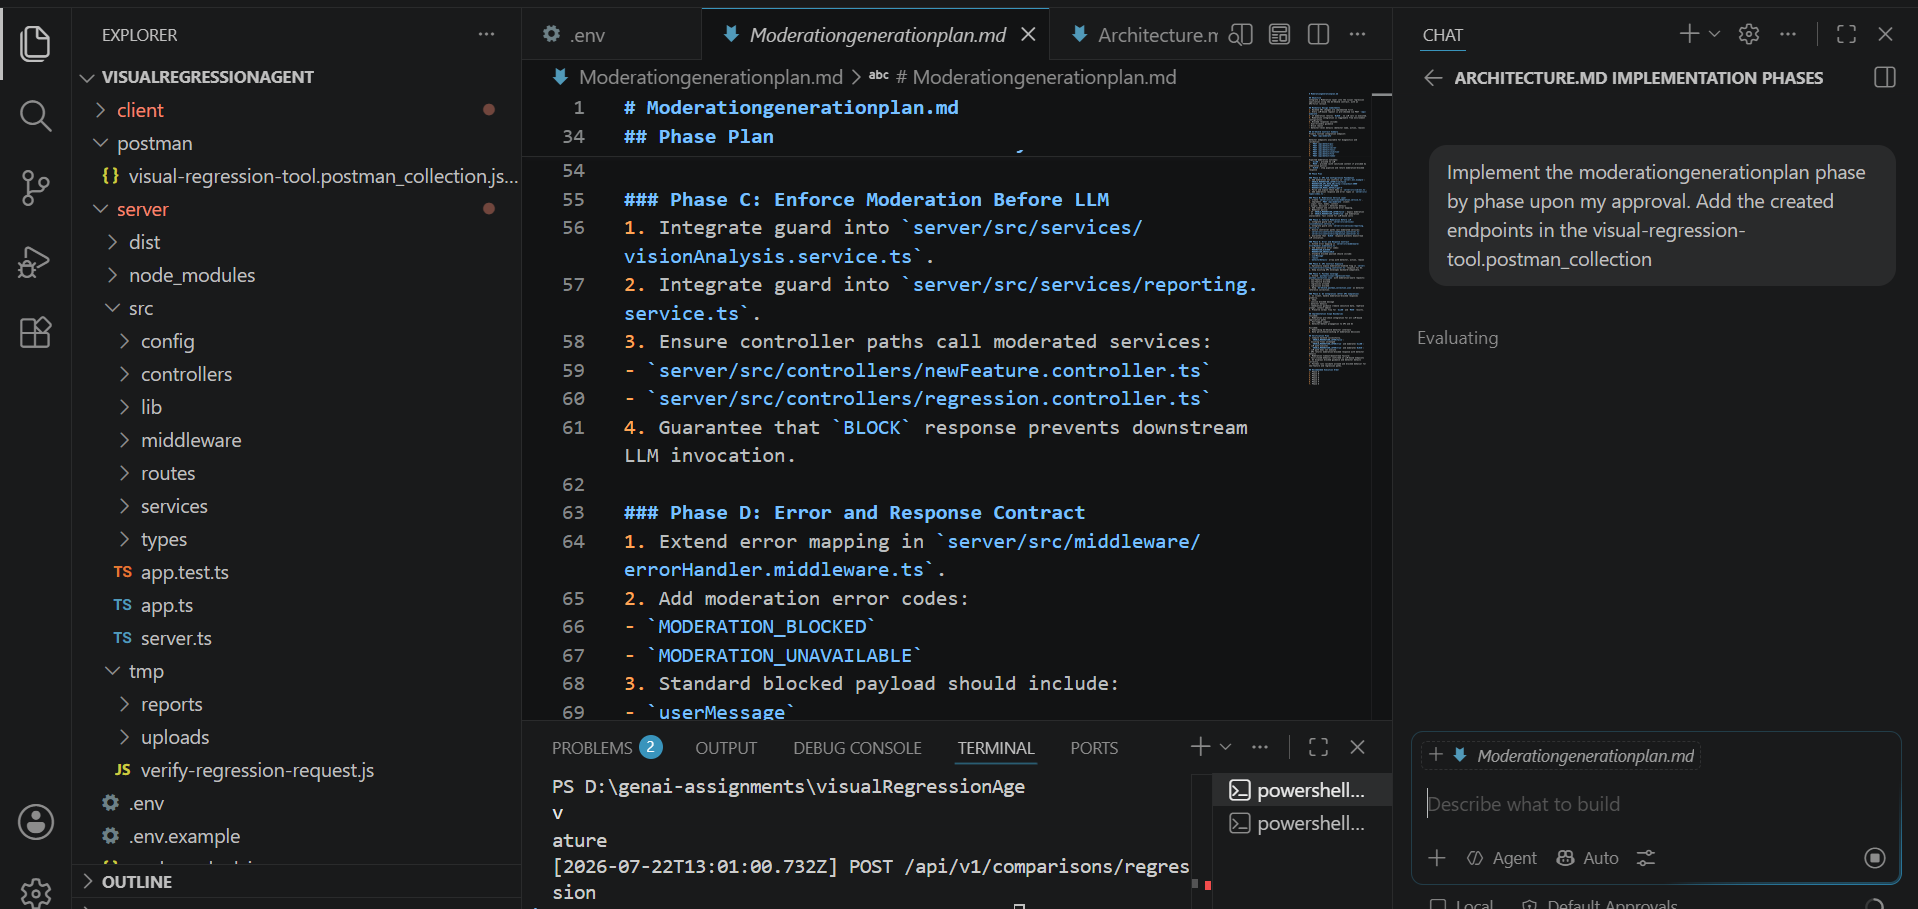 EXPLORER
VISUALREGRESSIONAGENT
client
postman
{} visual-regression-tool.postman_collection.js...
server
dist
node_modules
src
config
controllers
lib
middleware
routes
services
types
TS app.test.ts
TS app.ts
TS server.ts
tmp
reports
uploads
JS verify-regression-request.js
.env
.env.example
OUTLINE
.env
Moderationgenerationplan.md
Architecture.m
Moderationgenerationplan.md > abc # Moderationgenerationplan.md
1 # Moderationgenerationplan.md
34 ## Phase Plan
54
55 ### Phase C: Enforce Moderation Before LLM
56 1. Integrate guard into `server/src/services/
visionAnalysis.service.ts`.
57 2. Integrate guard into `server/src/services/reporting.
service.ts`.
58 3. Ensure controller paths call moderated services:
59 - `server/src/controllers/newFeature.controller.ts`
60 - `server/src/controllers/regression.controller.ts`
61 4. Guarantee that `BLOCK` response prevents downstream
LLM invocation.
62
63 ### Phase D: Error and Response Contract
64 1. Extend error mapping in `server/src/middleware/
errorHandler.middleware.ts`.
65 2. Add moderation error codes:
66 - `MODERATION_BLOCKED`
67 - `MODERATION_UNAVAILABLE`
68 3. Standard blocked payload should include:
69 - `userMessage`
PROBLEMS 2 OUTPUT DEBUG CONSOLE TERMINAL PORTS
PS D:\genai-assignments\visualRegressionAge
v
ature
[2026-07-22T13:01:00.732Z] POST /api/v1/comparisons/regres
sion
powershell...
powershell...
CHAT
ARCHITECTURE.MD IMPLEMENTATION PHASES
Implement the moderationgenerationplan phase
by phase upon my approval. Add the created
endpoints in the visual-regression-
tool.postman_collection
Evaluating
Moderationgenerationplan.md
Describe what to build
Agent Auto
Local Default Approvals